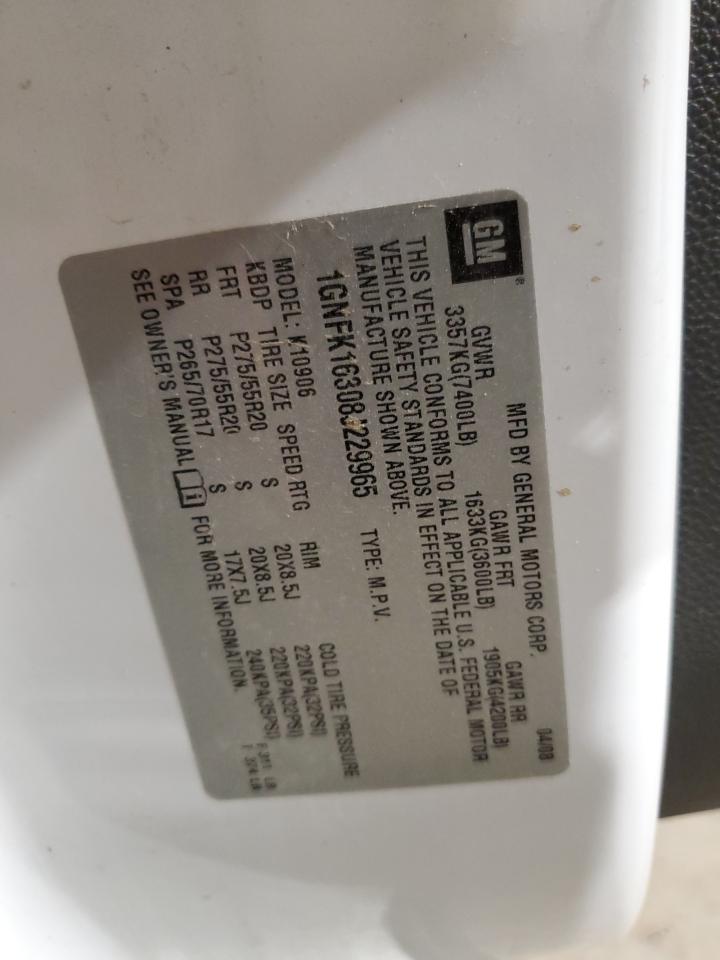 GM
®
MFD BY GENERAL MOTORS CORP. 04/08
GVWR GAWR FRT GAWR RR
3357KG(7400LB) 1633KG(3600LB) 1905KG(4200LB)
THIS VEHICLE CONFORMS TO ALL APPLICABLE U.S. FEDERAL MOTOR
VEHICLE SAFETY STANDARDS IN EFFECT ON THE DATE OF
MANUFACTURE SHOWN ABOVE.
1GNFK16308J229965 TYPE: M.P.V.
MODEL: K10906
KBDP TIRE SIZE SPEED RTG RIM COLD TIRE PRESSURE
FRT P275/55R20 S 20X8.5J 220KPA(32PSI)
RR P275/55R20 S 20X8.5J 220KPA(32PSI)
SPA P265/70R17 S 17X7.5J 240KPA(35PSI)
SEE OWNER'S MANUAL FOR MORE INFORMATION.